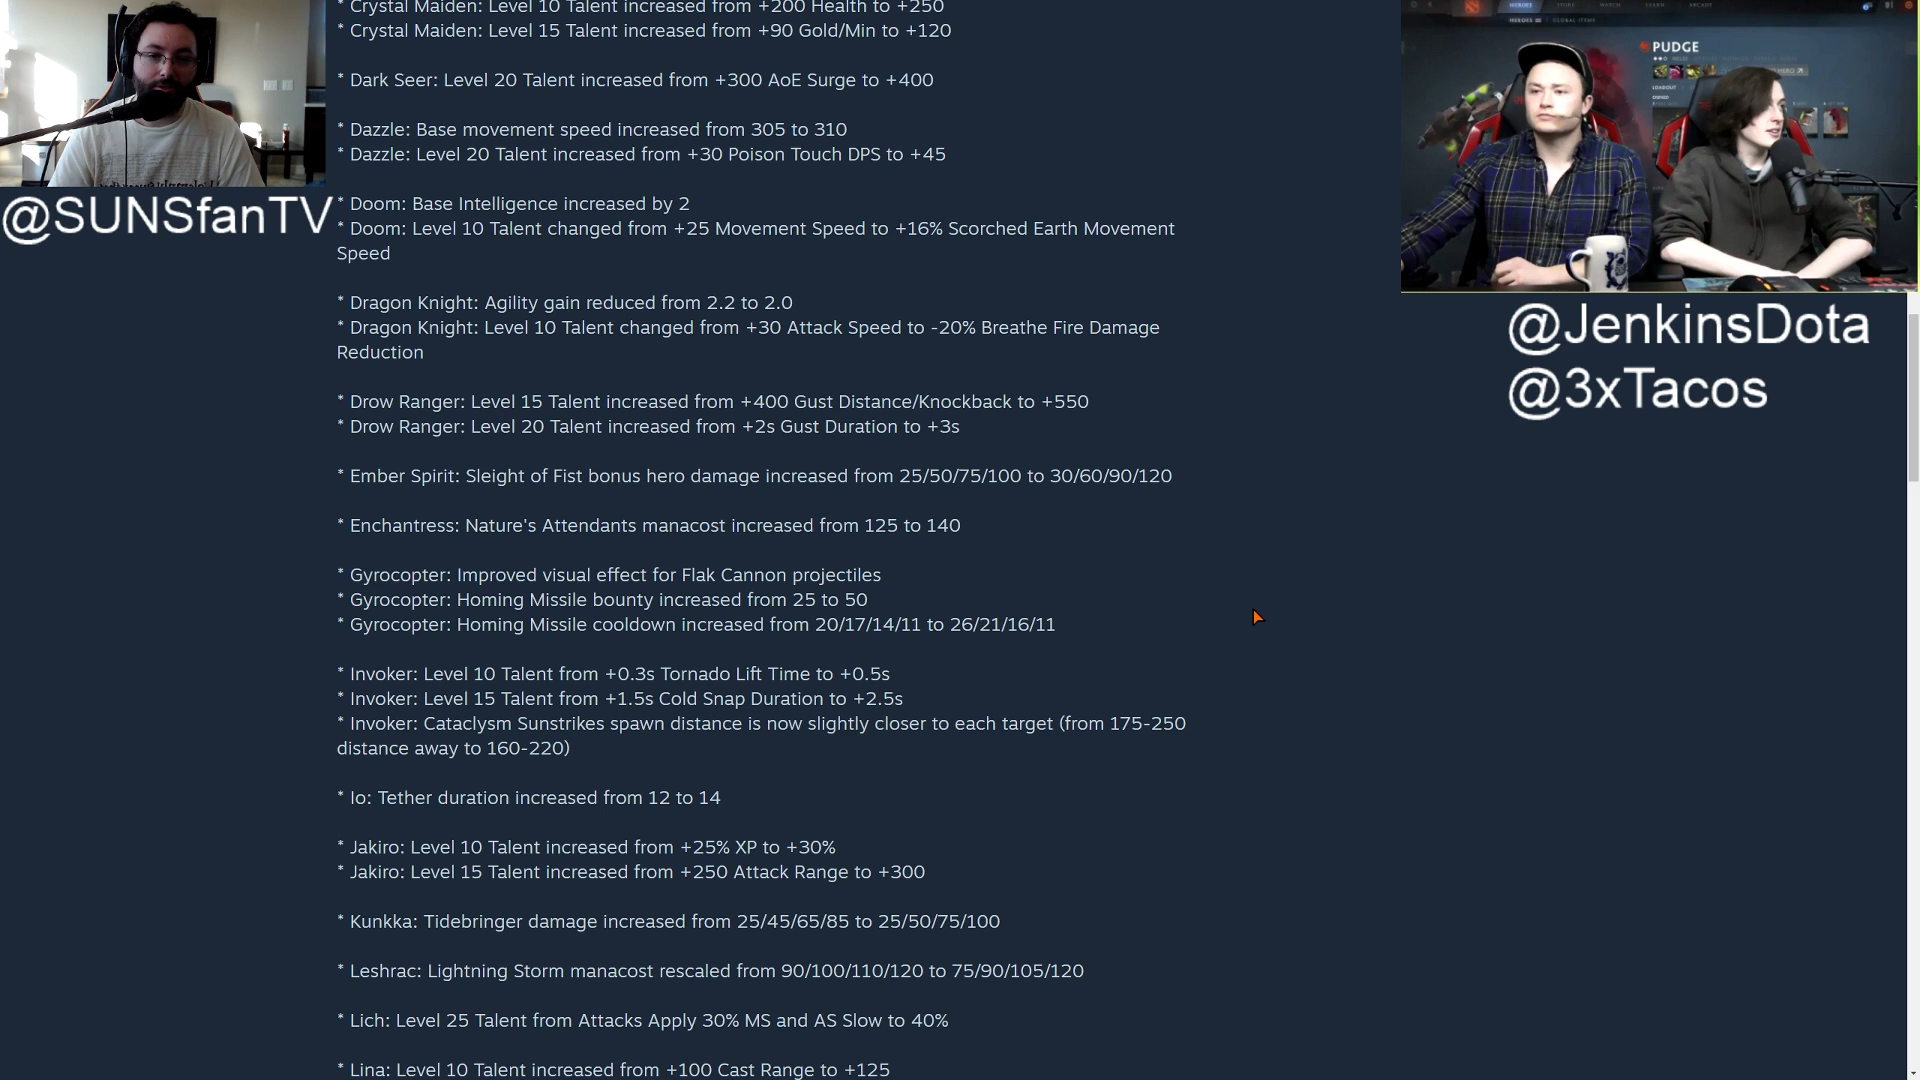 * Crystal Maiden: Level 10 Talent increased from +200 Health to +250
* Crystal Maiden: Level 15 Talent increased from +90 Gold/Min to +120
* Dark Seer: Level 20 Talent increased from +300 AoE Surge to +400
* Dazzle: Base movement speed increased from 305 to 310
* Dazzle: Level 20 Talent increased from +30 Poison Touch DPS to +45
* Doom: Base Intelligence increased by 2
* Doom: Level 10 Talent changed from +25 Movement Speed to +16% Scorched Earth Movement
Speed
* Dragon Knight: Agility gain reduced from 2.2 to 2.0
* Dragon Knight: Level 10 Talent changed from +30 Attack Speed to -20% Breathe Fire Damage
Reduction
* Drow Ranger: Level 15 Talent increased from +400 Gust Distance/Knockback to +550
* Drow Ranger: Level 20 Talent increased from +2s Gust Duration to +3s
* Ember Spirit: Sleight of Fist bonus hero damage increased from 25/50/75/100 to 30/60/90/120
* Enchantress: Nature's Attendants manacost increased from 125 to 140
* Gyrocopter: Improved visual effect for Flak Cannon projectiles
* Gyrocopter: Homing Missile bounty increased from 25 to 50
* Gyrocopter: Homing Missile cooldown increased from 20/17/14/11 to 26/21/16/11
* Invoker: Level 10 Talent from +0.3s Tornado Lift Time to +0.5s
* Invoker: Level 15 Talent from +1.5s Cold Snap Duration to +2.5s
* Invoker: Cataclysm Sunstrikes spawn distance is now slightly closer to each target (from 175-250
distance away to 160-220)
* Io: Tether duration increased from 12 to 14
* Jakiro: Level 10 Talent increased from +25% XP to +30%
* Jakiro: Level 15 Talent increased from +250 Attack Range to +300
* Kunkka: Tidebringer damage increased from 25/45/65/85 to 25/50/75/100
* Leshrac: Lightning Storm manacost rescaled from 90/100/110/120 to 75/90/105/120
* Lich: Level 25 Talent from Attacks Apply 30% MS and AS Slow to 40%
* Lina: Level 10 Talent increased from +100 Cast Range to +125
@SUNSfanTV
HEROES
PUDGE
@JenkinsDota
@3xTacos